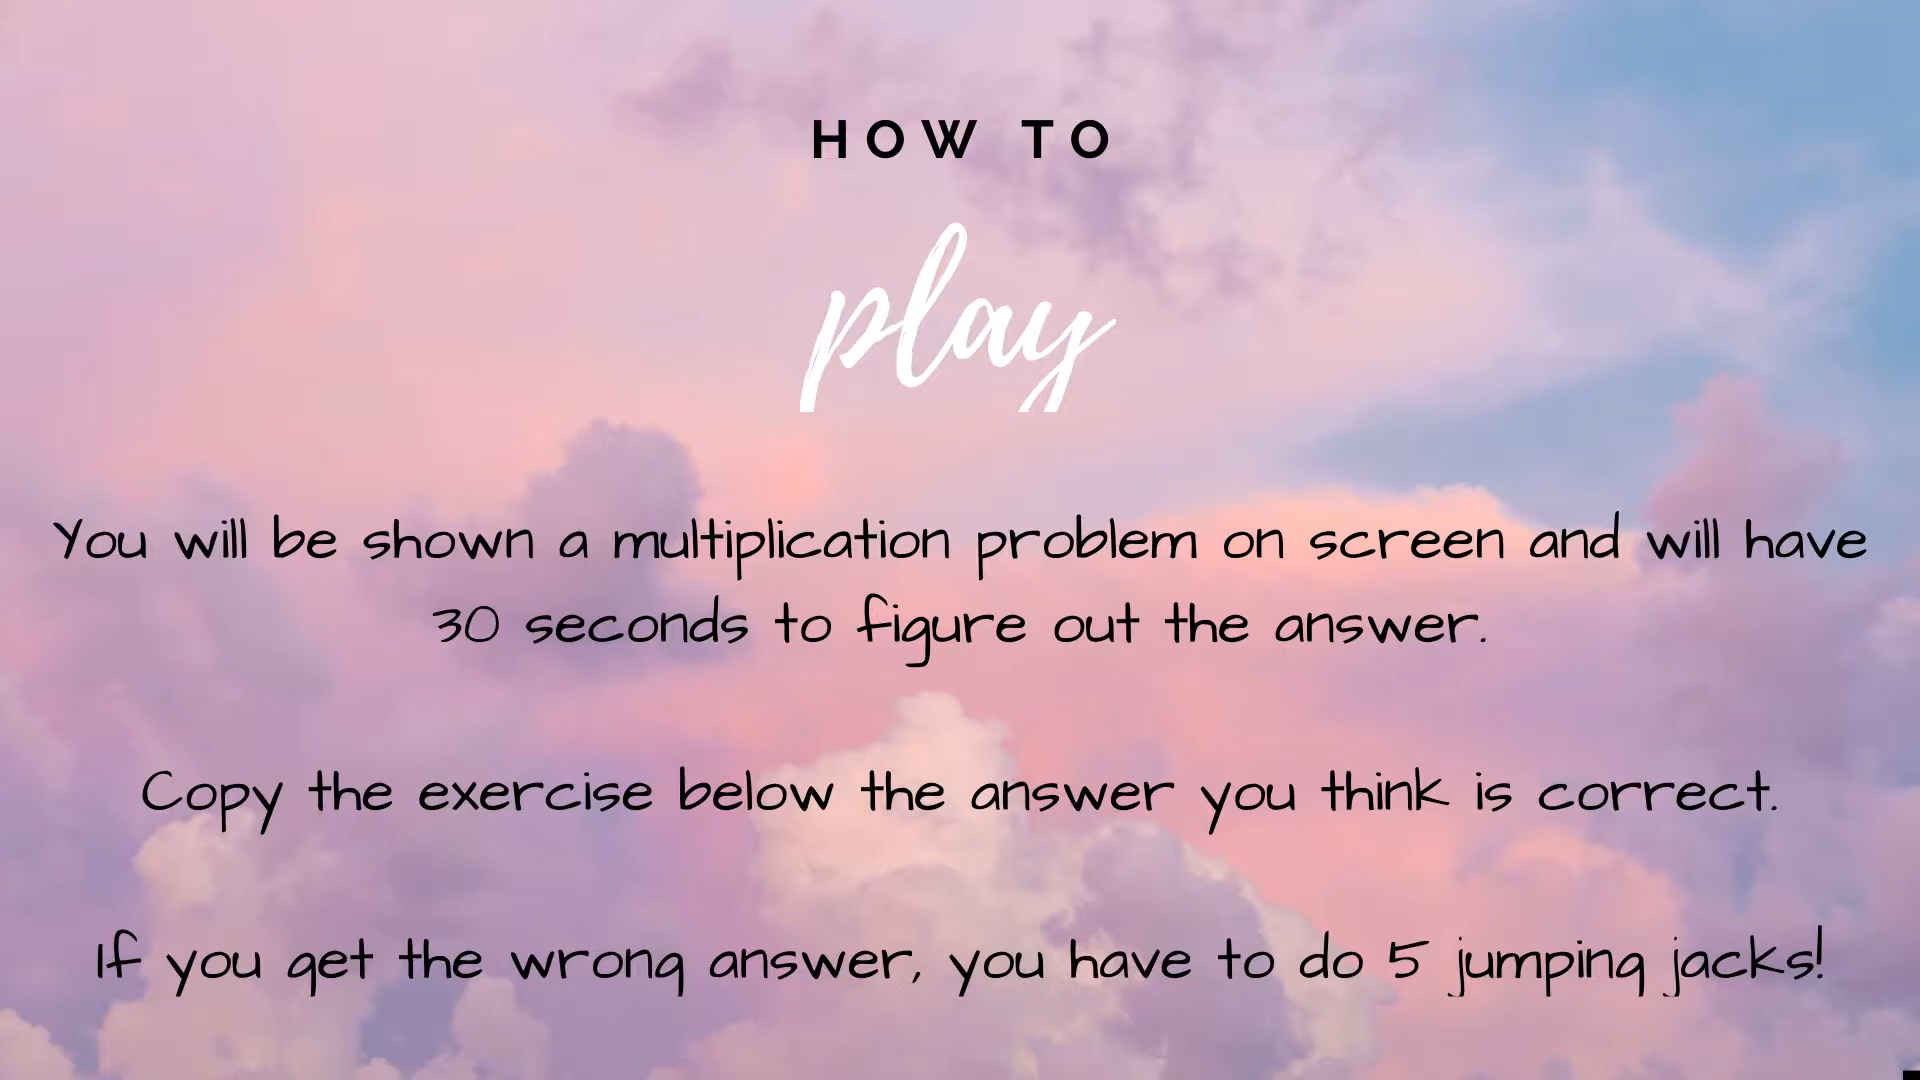 HOW TO
play
You will be shown a multiplication problem on screen and will have
30 seconds to figure out the answer.
Copy the exercise below the answer you think is correct.
If you get the wrong answer, you have to do 5 jumping jacks!